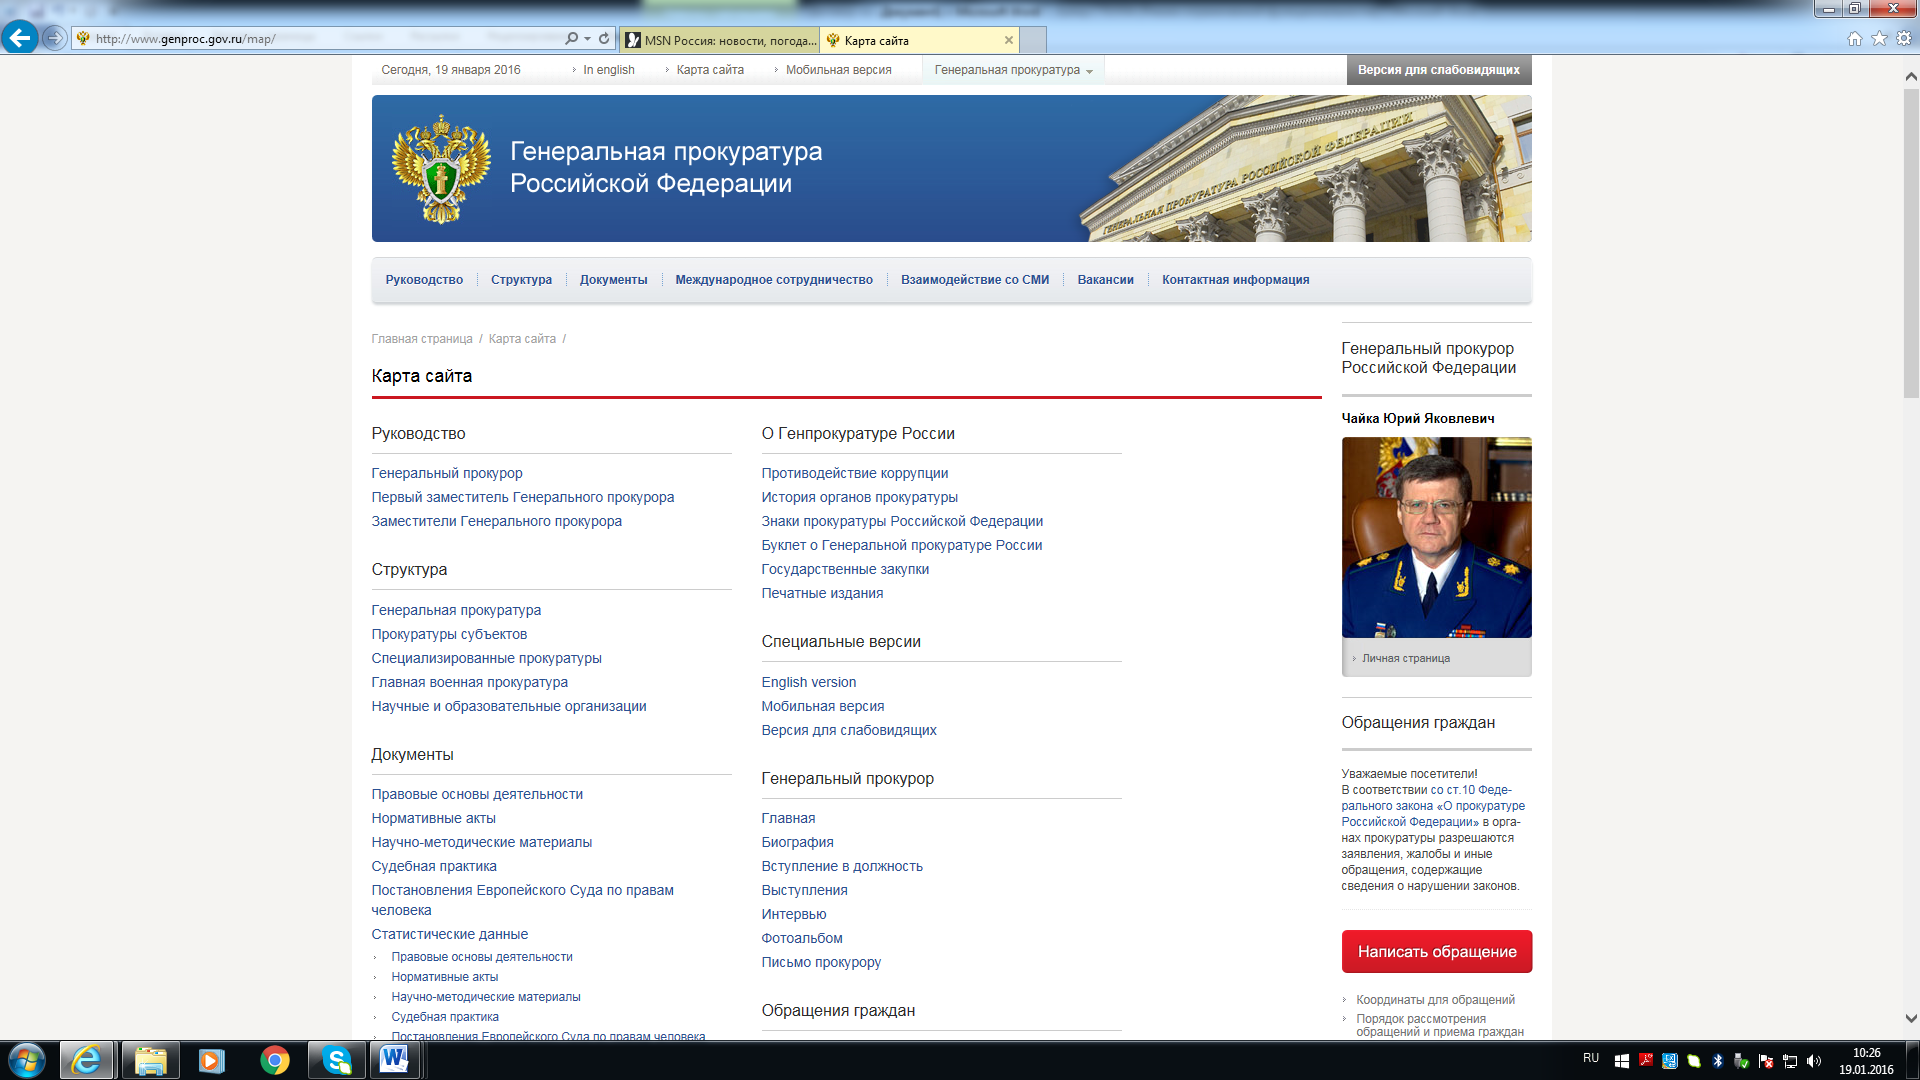 http://www.genproc.gov.ru/map/
MSN Россия: новости, погода...
Карта сайта
Сегодня, 19 января 2016
In english
Карта сайта
Мобильная версия
Генеральная прокуратура
Версия для слабовидящих
Генеральная прокуратура
Российской Федерации
ГЕНЕРАЛЬНАЯ ПРОКУРАТУРА РОССИЙСКОЙ ФЕДЕРАЦИИ
Руководство
Структура
Документы
Международное сотрудничество
Взаимодействие со СМИ
Вакансии
Контактная информация
Главная страница / Карта сайта /
Карта сайта
Руководство
Генеральный прокурор
Первый заместитель Генерального прокурора
Заместители Генерального прокурора
Структура
Генеральная прокуратура
Прокуратуры субъектов
Специализированные прокуратуры
Главная военная прокуратура
Научные и образовательные организации
Документы
Правовые основы деятельности
Нормативные акты
Научно-методические материалы
Судебная практика
Постановления Европейского Суда по правам
человека
Статистические данные
Правовые основы деятельности
Нормативные акты
Научно-методические материалы
Судебная практика
Постановления Европейского Суда по правам человека
О Генпрокуратуре России
Противодействие коррупции
История органов прокуратуры
Знаки прокуратуры Российской Федерации
Буклет о Генеральной прокуратуре России
Государственные закупки
Печатные издания
Специальные версии
English version
Мобильная версия
Версия для слабовидящих
Генеральный прокурор
Главная
Биография
Вступление в должность
Выступления
Интервью
Фотоальбом
Письмо прокурору
Обращения граждан
Генеральный прокурор
Российской Федерации
Чайка Юрий Яковлевич
Личная страница
Обращения граждан
Уважаемые посетители!
В соответствии со ст.10 Феде-
рального закона «О прокуратуре
Российской Федерации» в орга-
нах прокуратуры разрешаются
заявления, жалобы и иные
обращения, содержащие
сведения о нарушении законов.
Написать обращение
Координаты для обращений
Порядок рассмотрения
обращений и приема граждан
RU
10:26
19.01.2016